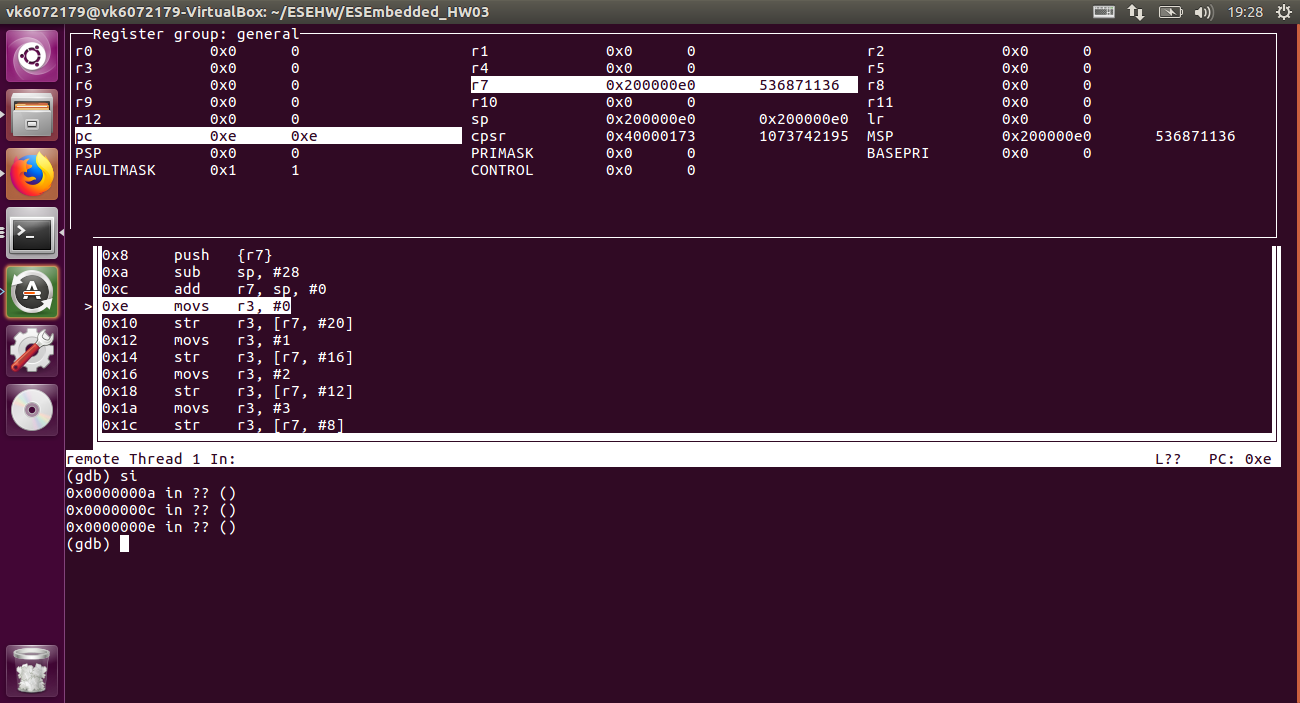 vk6072179@vk6072179-VirtualBox: ~/ESEHW/ESEmbedded_HW03 19:28
Register group: general
r0 0x0 0 r1 0x0 0 r2 0x0 0
r3 0x0 0 r4 0x0 0 r5 0x0 0
r6 0x0 0 r7 0x200000e0 536871136 r8 0x0 0
r9 0x0 0 r10 0x0 0 r11 0x0 0
r12 0x0 0 sp 0x200000e0 0x200000e0 lr 0x0 0
pc 0xe 0xe cpsr 0x40000173 1073742195 MSP 0x200000e0 536871136
PSP 0x0 0 PRIMASK 0x0 0 BASEPRI 0x0 0
FAULTMASK 0x1 1 CONTROL 0x0 0
0x8 push {r7}
0xa sub sp, #28
0xc add r7, sp, #0
>0xe movs r3, #0
0x10 str r3, [r7, #20]
0x12 movs r3, #1
0x14 str r3, [r7, #16]
0x16 movs r3, #2
0x18 str r3, [r7, #12]
0x1a movs r3, #3
0x1c str r3, [r7, #8]
remote Thread 1 In: L?? PC: 0xe
(gdb) si
0x0000000a in ?? ()
0x0000000c in ?? ()
0x0000000e in ?? ()
(gdb)